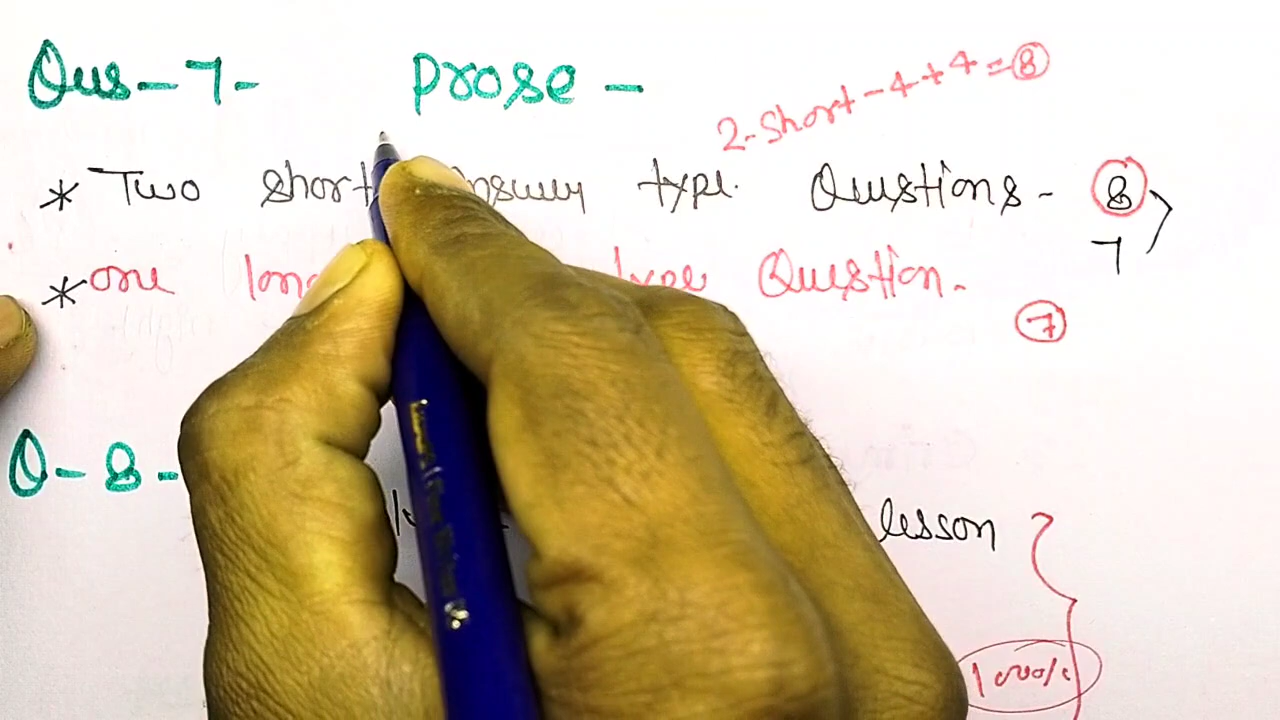 Qus-7- Prose -
2-Short-4+4=8
* Two short type Questions- 8
7
* one type Question.
7
Q-8-
lesson
100%